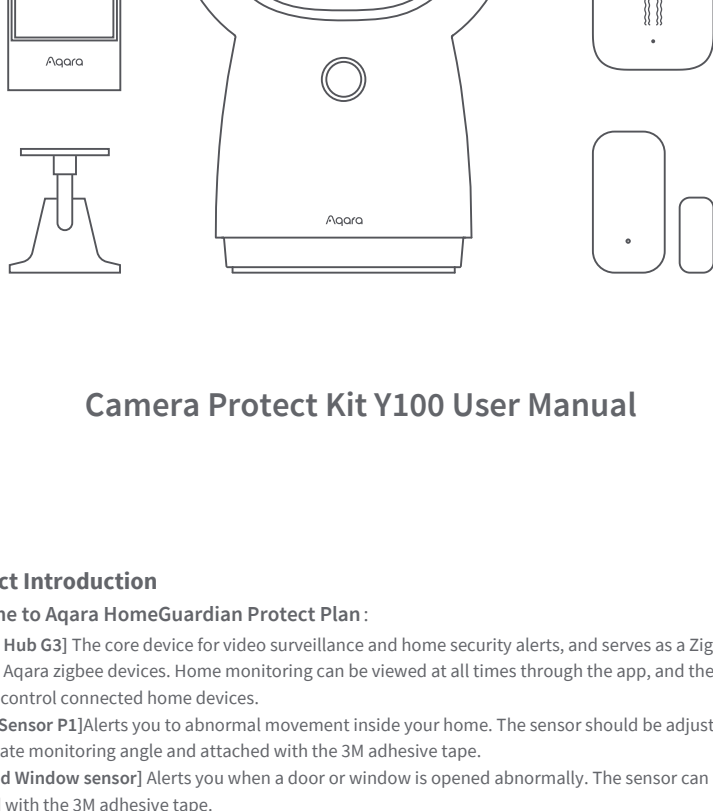 Aqara
Aqara
Camera Protect Kit Y100 User Manual
ct Introduction
ne to Aqara HomeGuardian Protect Plan:
Hub G3] The core device for video surveillance and home security alerts, and serves as a Zig
Aqara zigbee devices. Home monitoring can be viewed at all times through the app, and the
control connected home devices.
Sensor P1]Alerts you to abnormal movement inside your home. The sensor should be adjust
ate monitoring angle and attached with the 3M adhesive tape.
d Window sensor] Alerts you when a door or window is opened abnormally. The sensor can
d with the 3M adhesive tape.